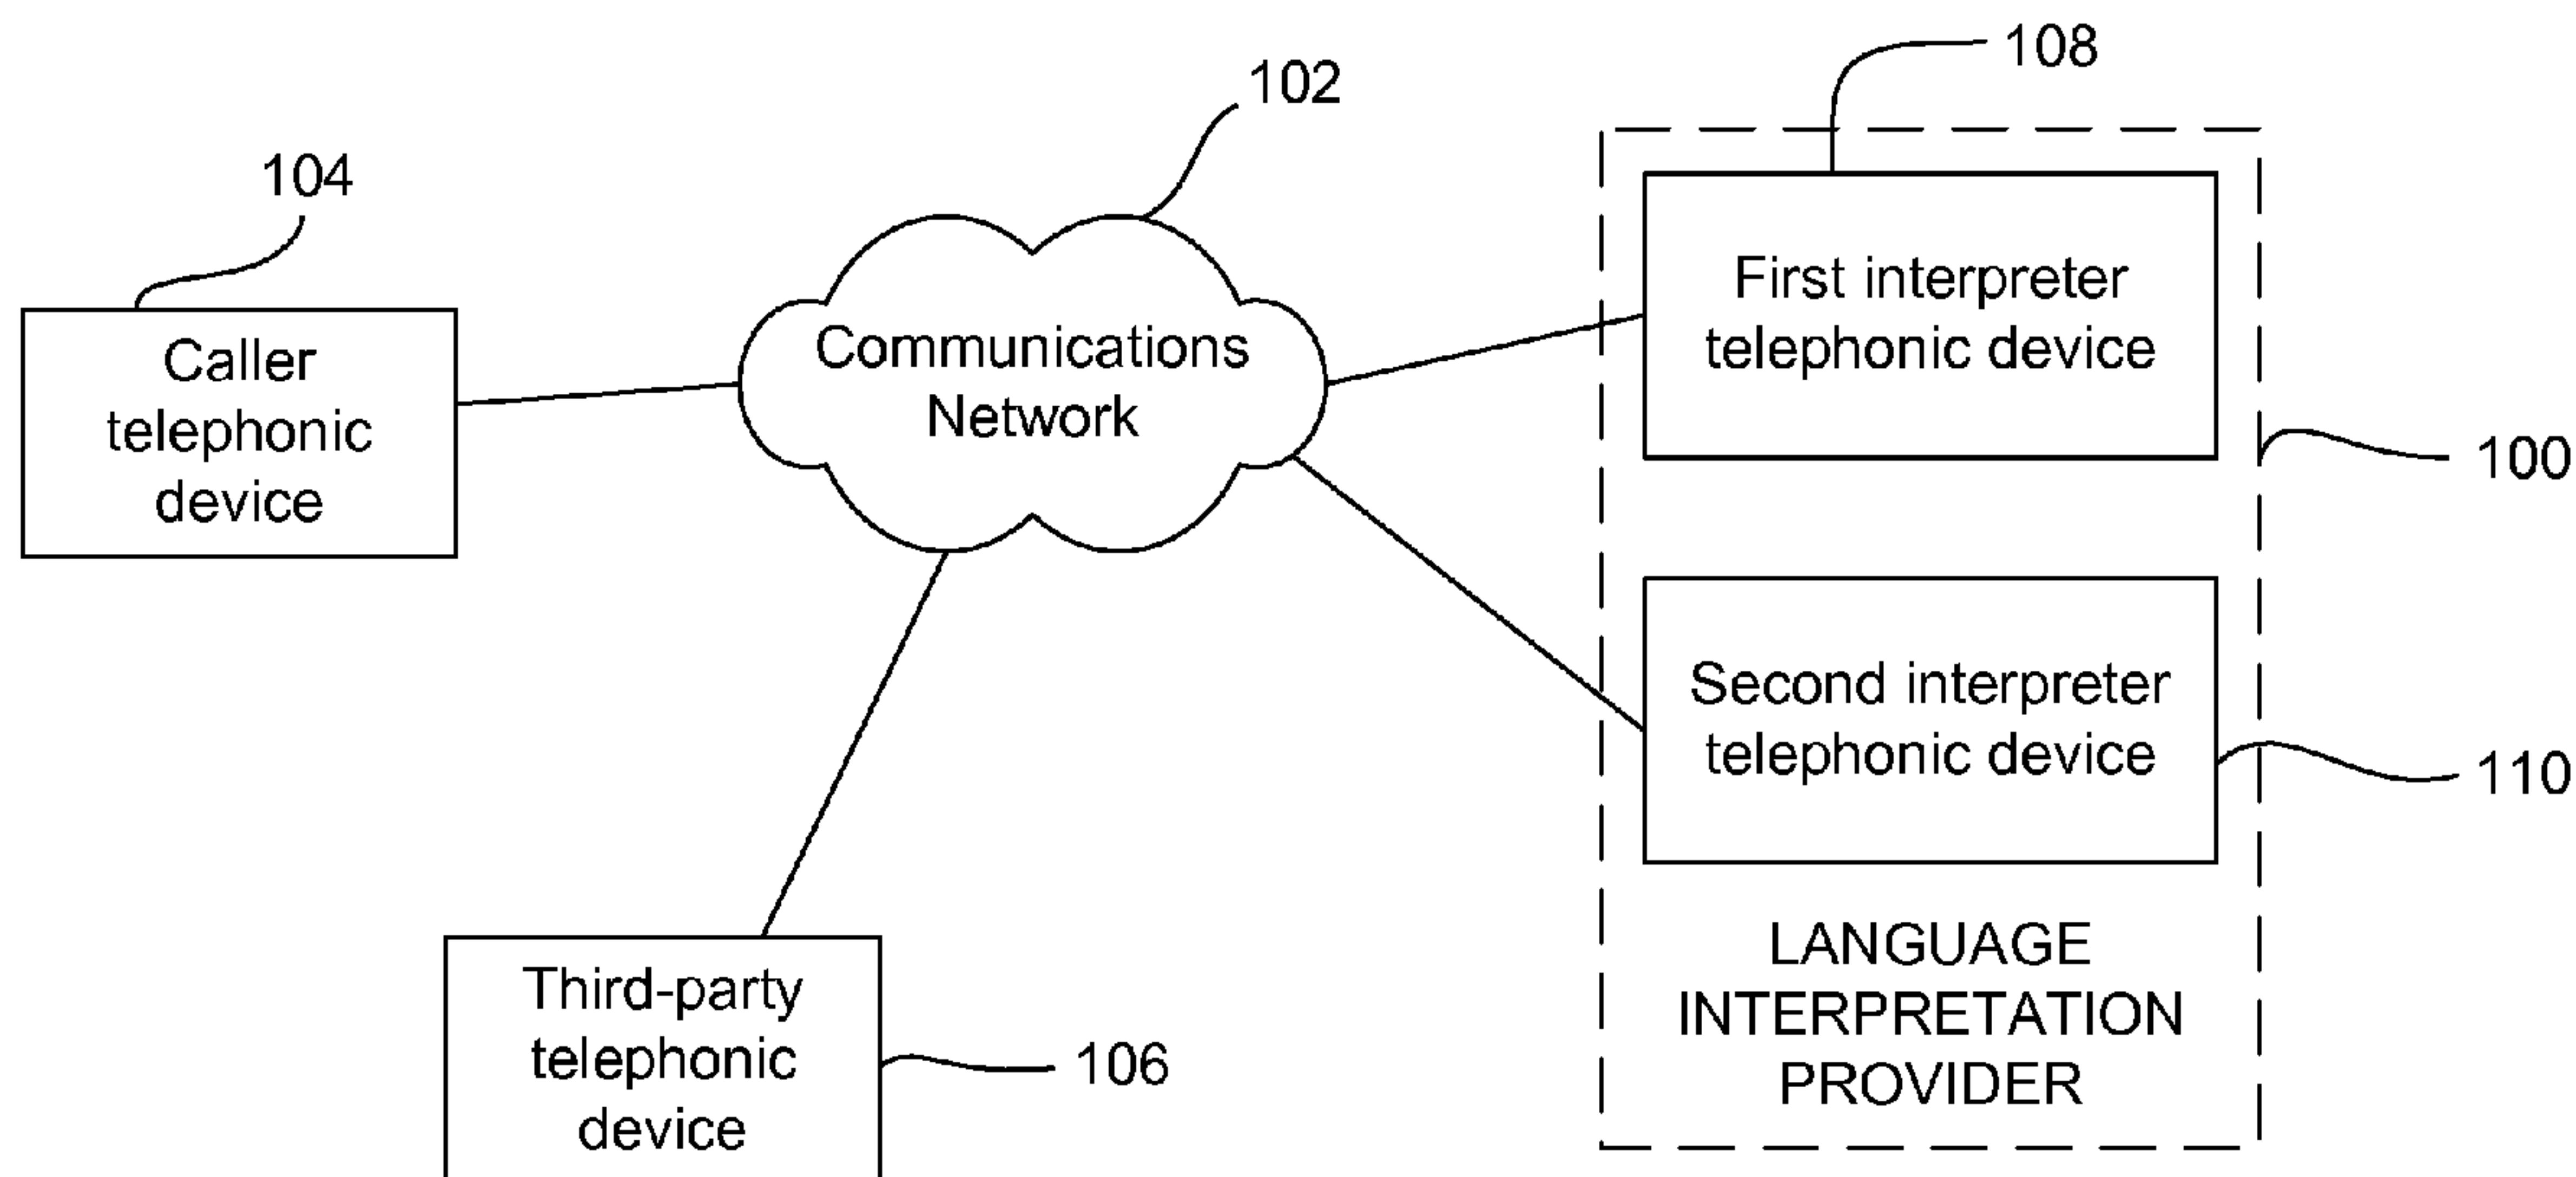 108
102
104
First interpreter
telephonic device
Caller
telephonic
device
Communications
Network
100
Second interpreter
telephonic device
110
Third-party
telephonic
device
106
LANGUAGE
INTERPRETATION
PROVIDER